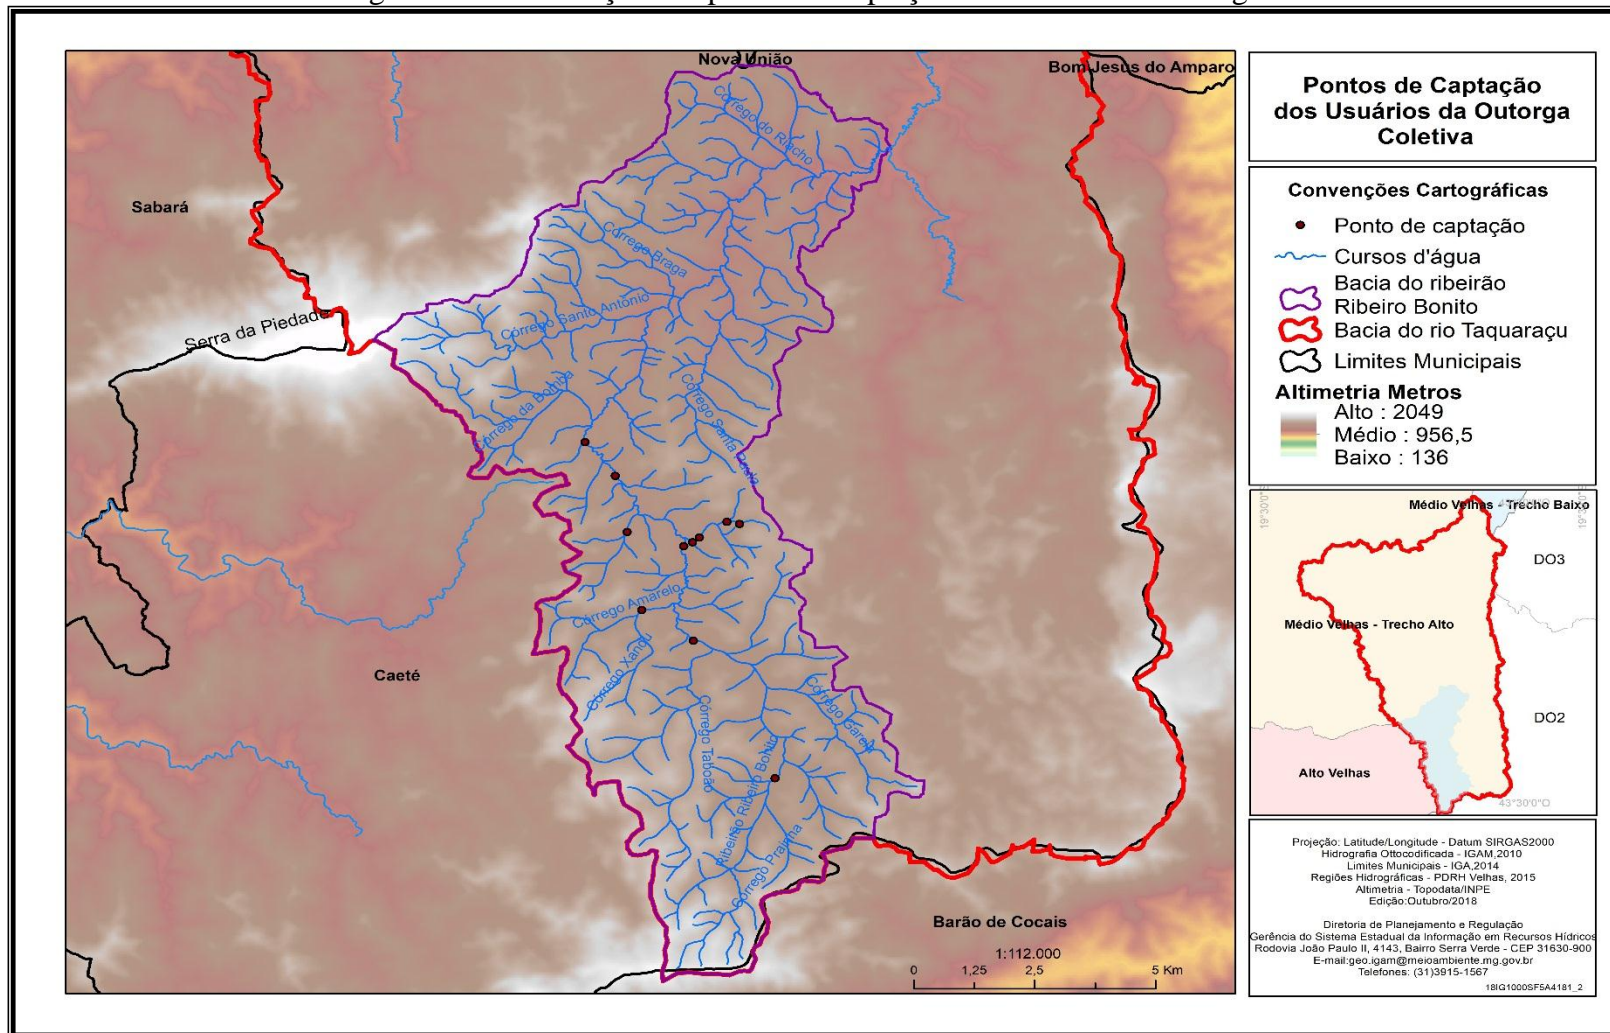 Nova União
Bom Jesus do Amparo
Sabará
Córrego do Riacho
Córrego Braga
Córrego Santo Antônio
Serra da Piedade
Córrego da Bomba
Córrego Santa Paula
Córrego Amarelo
Córrego Xangu
Caeté
Córrego Taboão
Ribeirão Ribeiro Bonito
Córrego Prainha
Barão de Cocais
1:112.000
0 1,25 2,5 5 Km
Pontos de Captação
dos Usuários da Outorga
Coletiva
Convenções Cartográficas
Ponto de captação
Cursos d'água
Bacia do ribeirão
Ribeiro Bonito
Bacia do rio Taquaraçu
Limites Municipais
Altimetria Metros
Alto : 2049
Médio : 956,5
Baixo : 136
Médio Velhas - Trecho Baixo
DO3
Médio Velhas - Trecho Alto
DO2
Alto Velhas
43°30'0"O
Projeção: Latitude/Longitude - Datum SIRGAS2000
Hidrografia Ottocodificada - IGAM,2010
Limites Municipais - IGA,2014
Regiões Hidrográficas - PDRH Velhas, 2015
Altimetria - Topodata/INPE
Edição:Outubro/2018
Diretoria de Planejamento e Regulação
Gerência do Sistema Estadual da Informação em Recursos Hídricos
Rodovia João Paulo II, 4143, Bairro Serra Verde - CEP 31630-900
E-mail:geo.igam@meioambiente.mg.gov.br
Telefones: (31)3915-1567
18IG1000SF5A4181_2